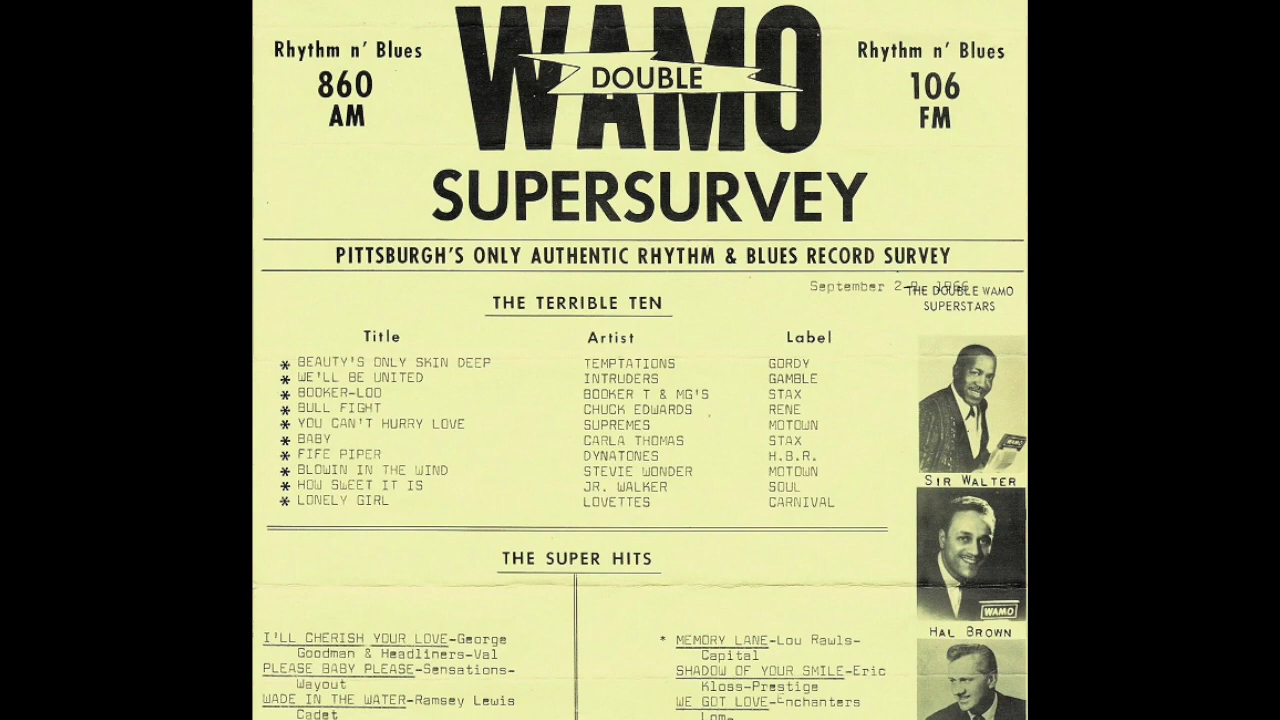 Rhythm n' Blues
860
AM
WAMO
DOUBLE
Rhythm n' Blues
106
FM
SUPERSURVEY
PITTSBURGH'S ONLY AUTHENTIC RHYTHM & BLUES RECORD SURVEY
September 2-9, 1966
THE DOUBLE WAMO
SUPERSTARS
THE TERRIBLE TEN
Title Artist Label
* BEAUTY'S ONLY SKIN DEEP TEMPTATIONS GORDY
* WE'LL BE UNITED INTRUDERS GAMBLE
* BOOKER-LOO BOOKER T & MG'S STAX
* BULL FIGHT CHUCK EDWARDS RENE
* YOU CAN'T HURRY LOVE SUPREMES MOTOWN
* BABY CARLA THOMAS STAX
* FIFE PIPER DYNATONES H.B.R.
* BLOWIN IN THE WIND STEVIE WONDER MOTOWN
* HOW SWEET IT IS JR. WALKER SOUL
* LONELY GIRL LOVETTES CARNIVAL
WAMO
SIR WALTER
WAMO
HAL BROWN
THE SUPER HITS
I'LL CHERISH YOUR LOVE-George
Goodman & Headliners-Val
PLEASE BABY PLEASE-Sensations-
Wayout
WADE IN THE WATER-Ramsey Lewis
Cadet
* MEMORY LANE-Lou Rawls-
Capital
SHADOW OF YOUR SMILE-Eric
Kloss-Prestige
WE GOT LOVE-Enchanters
Loma